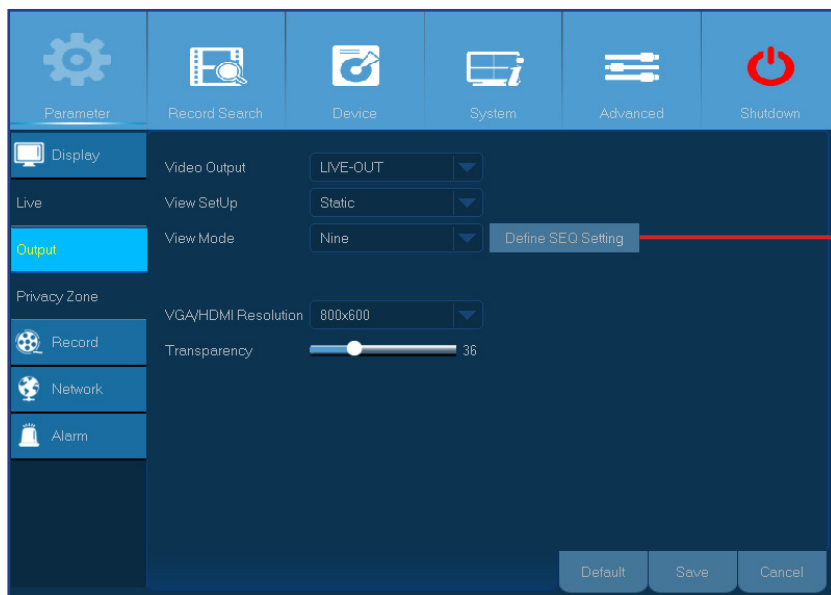 Parameter
Record Search
Device
System
Advanced
Shutdown
Display
Live
Output
Privacy Zone
Record
Network
Alarm
Video Output LIVE-OUT
View SetUp Static
View Mode Nine Define SEQ Setting
VGA/HDMI Resolution 800x600
Transparency 36
Default
Save
Cancel